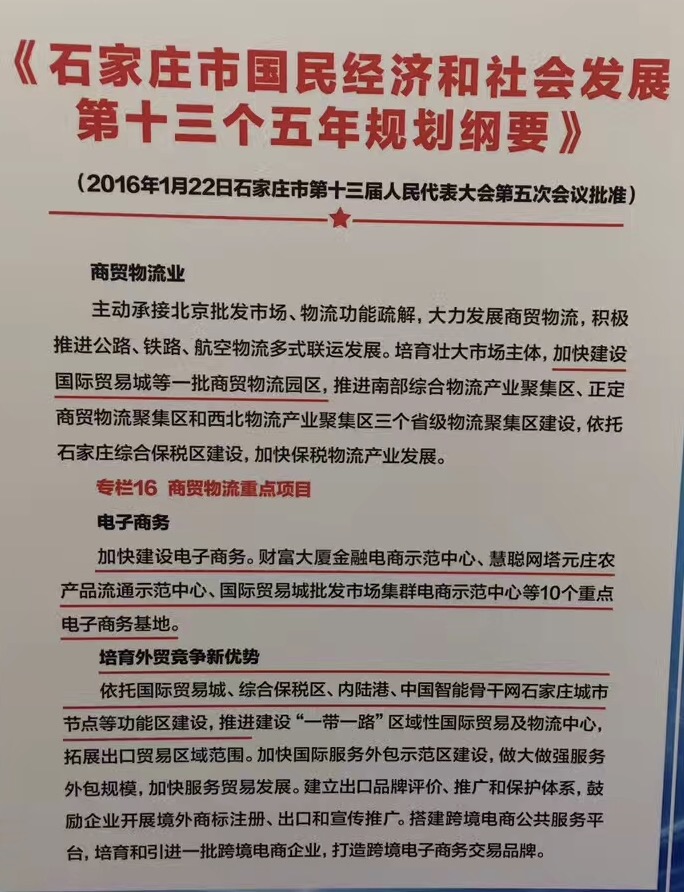 《石家庄市国民经济和社会发展
第十三个五年规划纲要》
（2016年1月22日石家庄市第十三届人民代表大会第五次会议批准）
商贸物流业
主动承接北京批发市场、物流功能疏解，大力发展商贸物流，积极
推进公路、铁路、航空物流多式联运发展。培育壮大市场主体，加快建设
国际贸易城等一批商贸物流园区，推进南部综合物流产业聚集区、正定
商贸物流聚集区和西北物流产业聚集区三个省级物流聚集区建设，依托
石家庄综合保税区建设，加快保税物流产业发展。
专栏16 商贸物流重点项目
电子商务
加快建设电子商务。财富大厦金融电商示范中心、慧聪网塔元庄农
产品流通示范中心、国际贸易城批发市场集群电商示范中心等10个重点
电子商务基地。
培育外贸竞争新优势
依托国际贸易城、综合保税区、内陆港、中国智能骨干网石家庄城市
节点等功能区建设，推进建设“一带一路”区域性国际贸易及物流中心，
拓展出口贸易区域范围。加快国际服务外包示范区建设，做大做强服务
外包规模，加快服务贸易发展。建立出口品牌评价、推广和保护体系，鼓
励企业开展境外商标注册、出口和宣传推广。搭建跨境电商公共服务平
台，培育和引进一批跨境电商企业，打造跨境电子商务交易品牌。